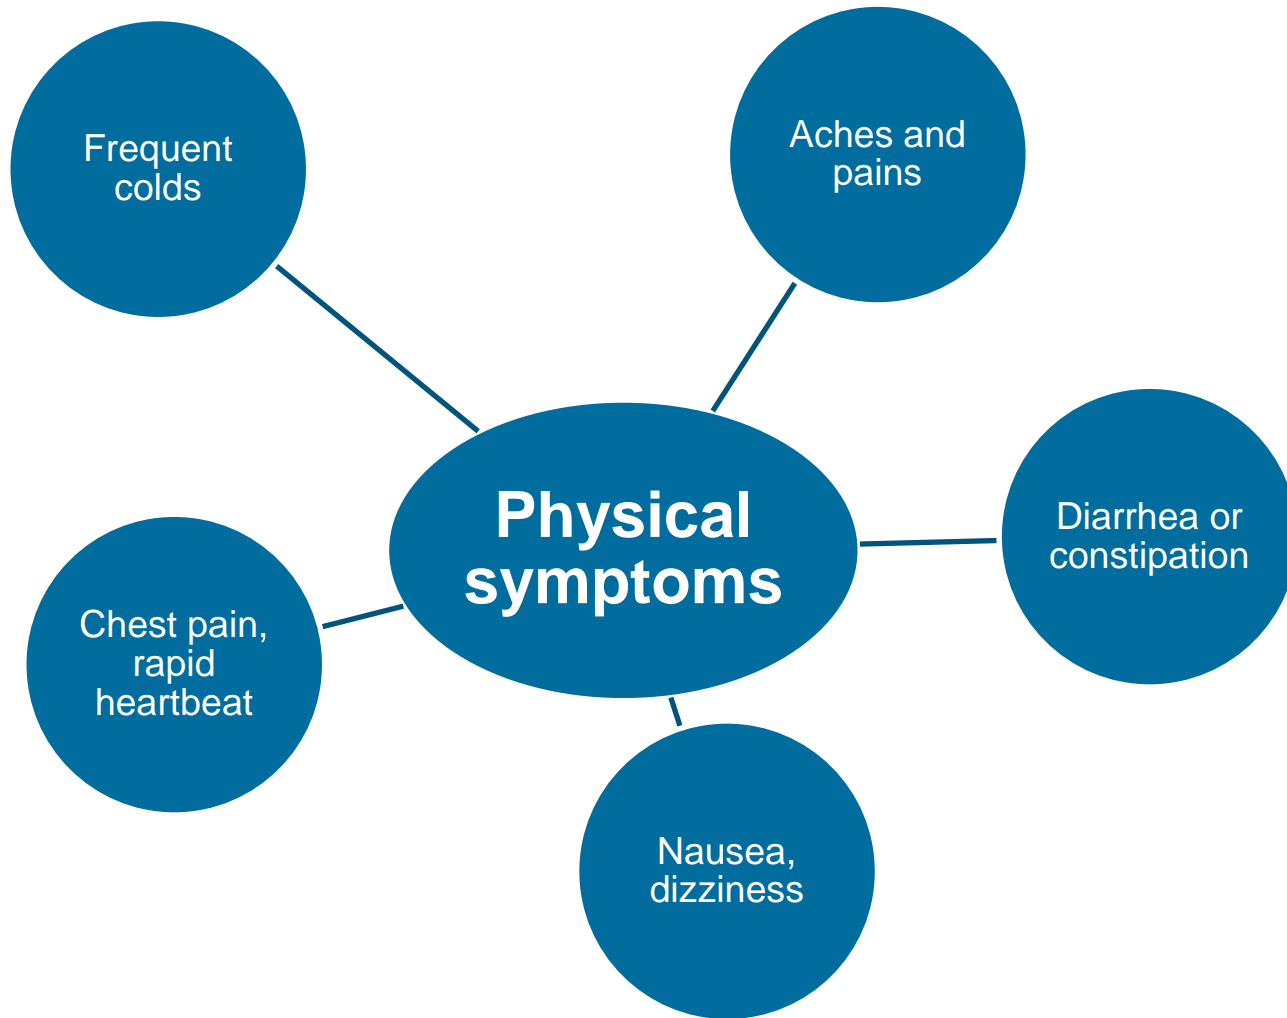 Frequent
colds
Aches and
pains
Physical
symptoms
Diarrhea or
constipation
Chest pain,
rapid
heartbeat
Nausea,
dizziness